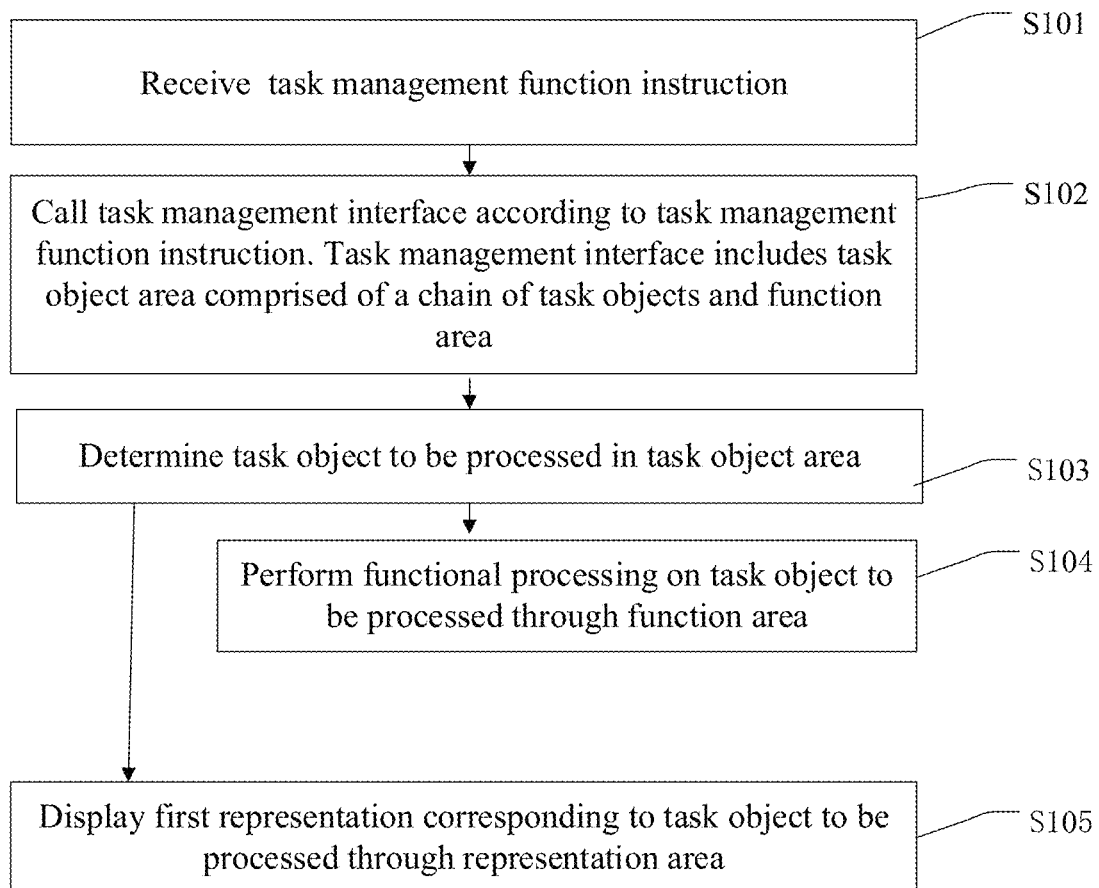 S101
Receive task management function instruction
S102
Call task management interface according to task management
function instruction. Task management interface includes task
object area comprised of a chain of task objects and function
area
Determine task object to be processed in task object area
S103
Perform functional processing on task object to
be processed through function area
S104
Display first representation corresponding to task object to be
processed through representation area
S105